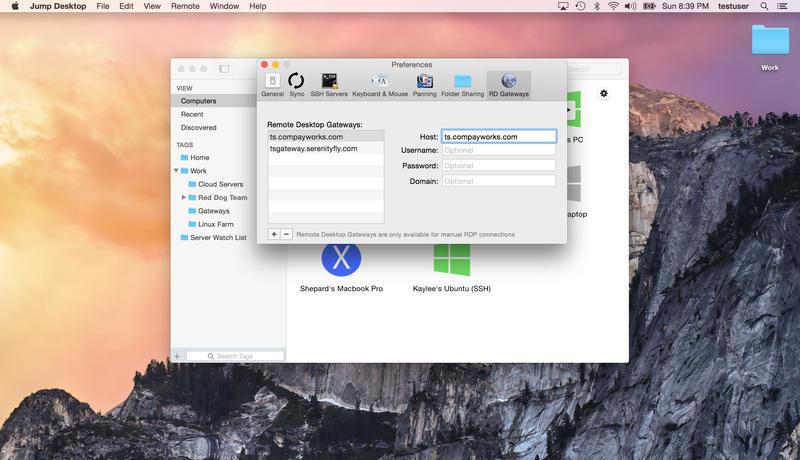 Jump Desktop File Edit View Remote Window Help
Sun 8:39 PM testuser
Work
Preferences
General Sync SSH Servers Keyboard & Mouse Panning Folder Sharing RD Gateways
Remote Desktop Gateways:
ts.compayworks.com
tsgateway.serenityfly.com
Host: ts.compayworks.com
Username: Optional
Password: Optional
Domain: Optional
+ − Remote Desktop Gateways are only available for manual RDP connections
Search
VIEW
Computers
Recent
Discovered
TAGS
Home
Work
Cloud Servers
Red Dog Team
Gateways
Linux Farm
Server Watch List
+ Search Tags
s PC
aptop
X
Shepard's Macbook Pro
Kaylee's Ubuntu (SSH)